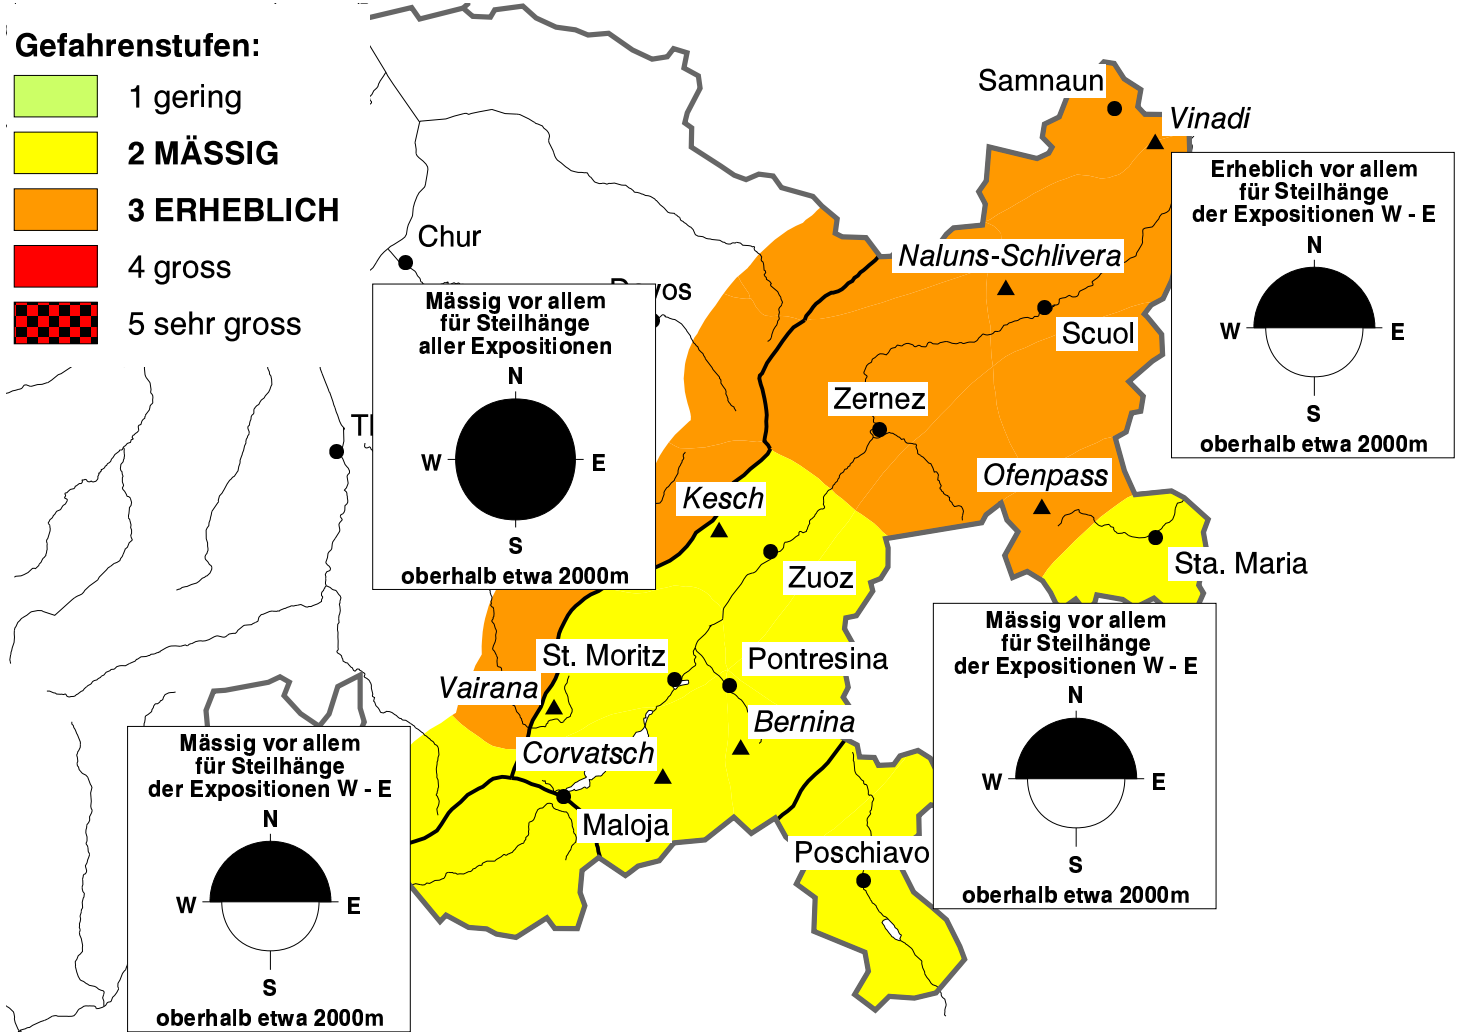 Gefahrenstufen:
1 gering
2 MÄSSIG
3 ERHEBLICH
4 gross
5 sehr gross
Samnaun
Vinadi
Chur
Naluns-Schlivera
Scuol
Zernez
Ofenpass
Kesch
Sta. Maria
Zuoz
St. Moritz
Pontresina
Vairana
Bernina
Corvatsch
Maloja
Poschiavo
Erheblich vor allem
für Steilhänge
der Expositionen W - E
N
W
E
S
oberhalb etwa 2000m
Mässig vor allem
für Steilhänge
aller Expositionen
N
W
E
S
oberhalb etwa 2000m
Mässig vor allem
für Steilhänge
der Expositionen W - E
N
W
E
S
oberhalb etwa 2000m
Mässig vor allem
für Steilhänge
der Expositionen W - E
N
W
E
S
oberhalb etwa 2000m